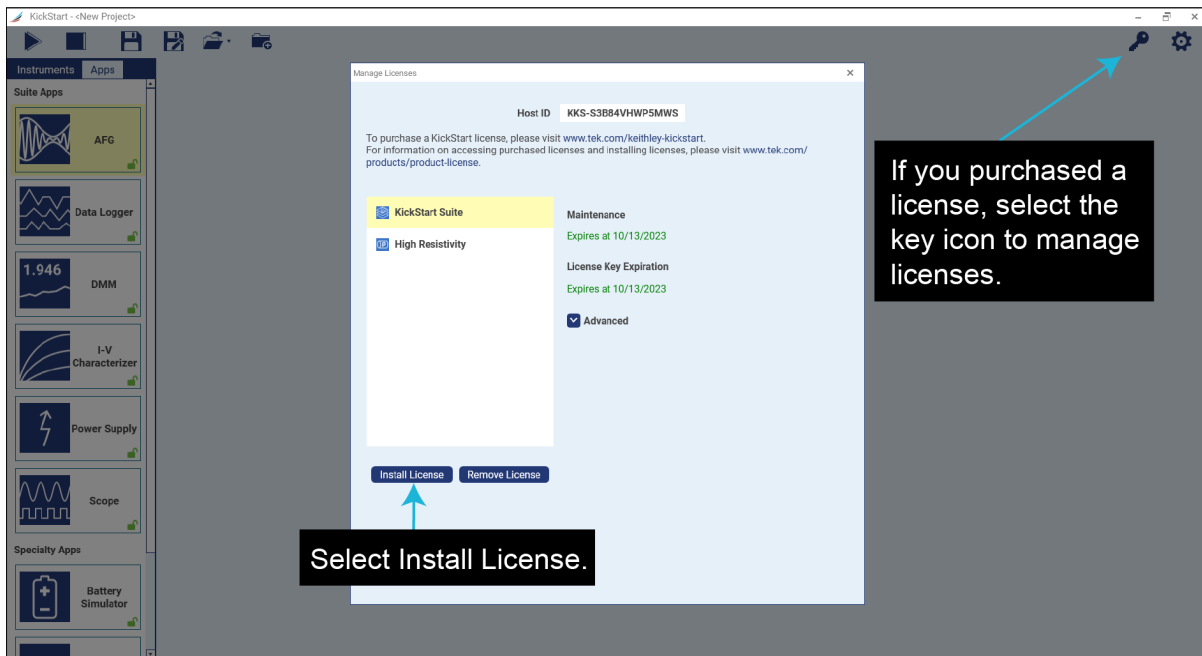 KickStart - <New Project>
Instruments Apps
Suite Apps
AFG
Data Logger
1.946
DMM
I-V
Characterizer
Power Supply
Scope
Specialty Apps
Battery
Simulator
Manage Licenses
Host ID KKS-S3B84VHWP5MWS
To purchase a KickStart license, please visit www.tek.com/keithley-kickstart.
For information on accessing purchased licenses and installing licenses, please visit www.tek.com/
products/product-license.
KickStart Suite
High Resistivity
Maintenance
Expires at 10/13/2023
License Key Expiration
Expires at 10/13/2023
Advanced
Install License Remove License
Select Install License.
If you purchased a
license, select the
key icon to manage
licenses.